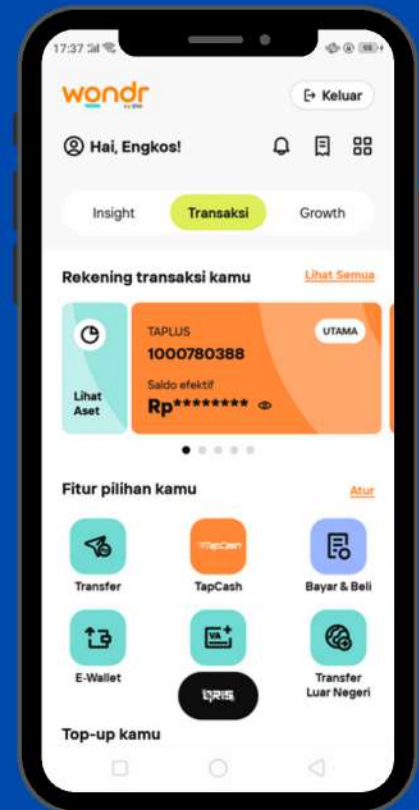 17:37
wondr
by BNI
Keluar
Hai, Engkos!
Insight
Transaksi
Growth
Rekening transaksi kamu
Lihat Semua
TAPLUS
UTAMA
1000780388
Saldo efektif
Rp********
Lihat
Aset
Fitur pilihan kamu
Atur
TapCash
Transfer
TapCash
Bayar & Beli
VA
E-Wallet
QRIS
Transfer
Luar Negeri
Top-up kamu